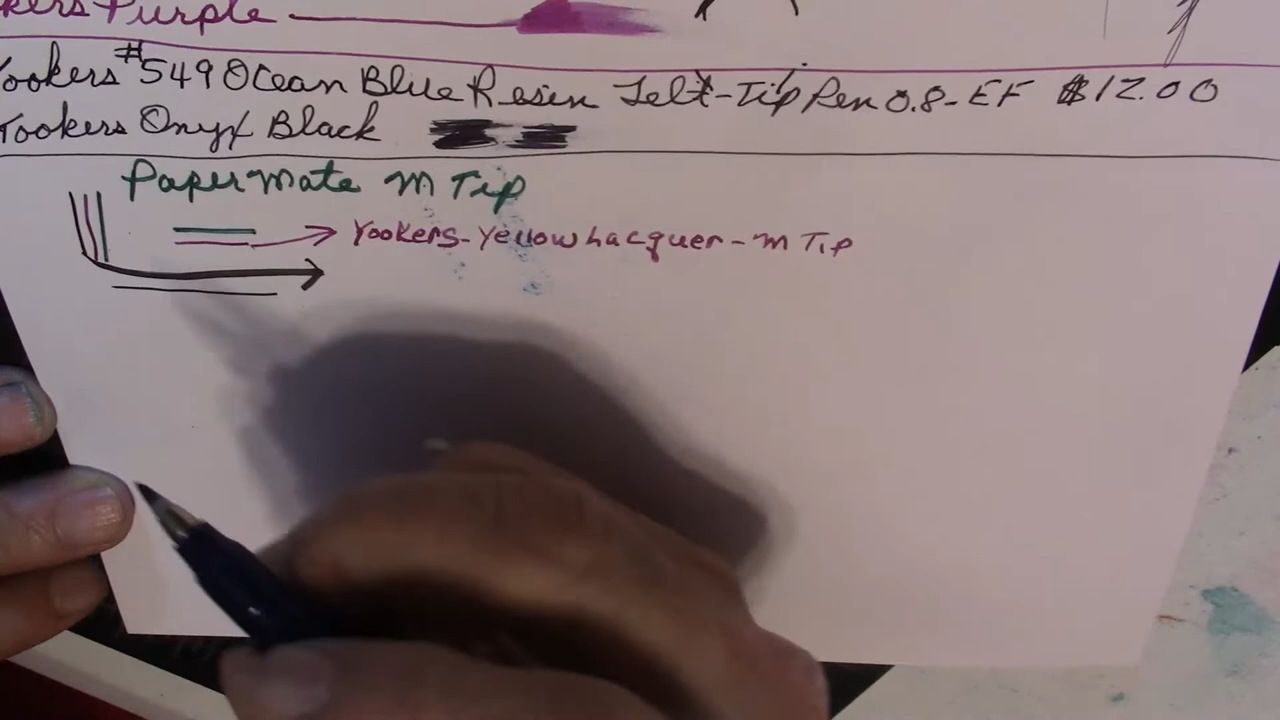 kers Purple
Yookers #549 Ocean Blue Resin Felt-Tip Pen 0.8-EF $12.00
Yookers Onyx Black
PaperMate M Tip
Yookers-Yellow Lacquer-M Tip